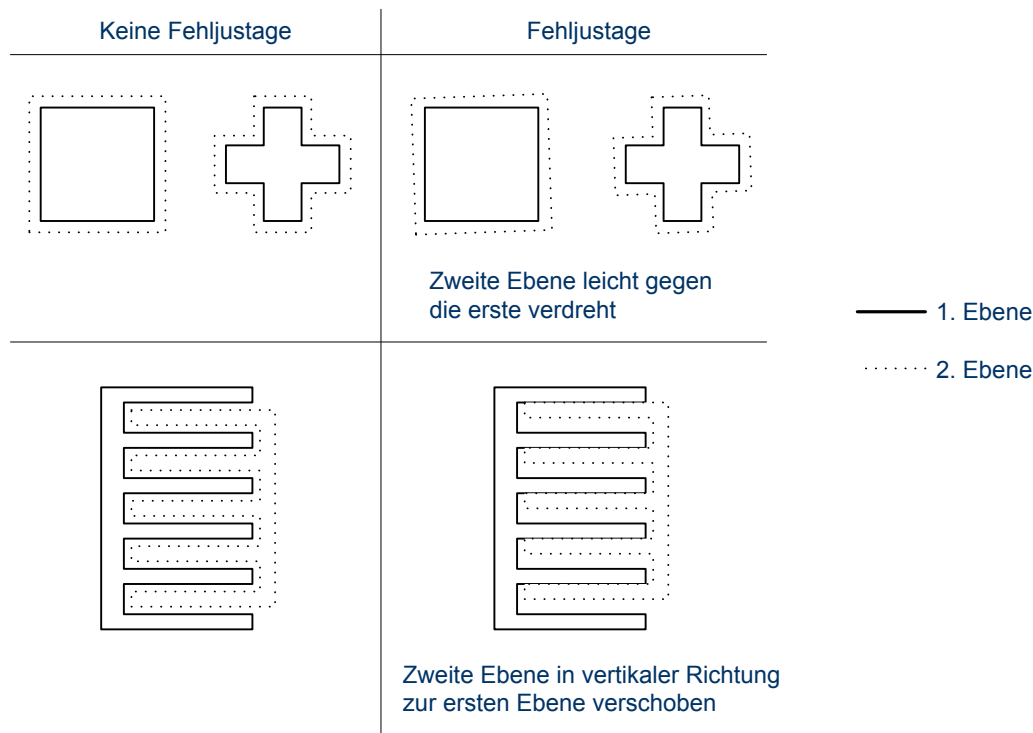 Keine Fehljustage
Fehljustage
Zweite Ebene leicht gegen
die erste verdreht
1. Ebene
2. Ebene
Zweite Ebene in vertikaler Richtung
zur ersten Ebene verschoben